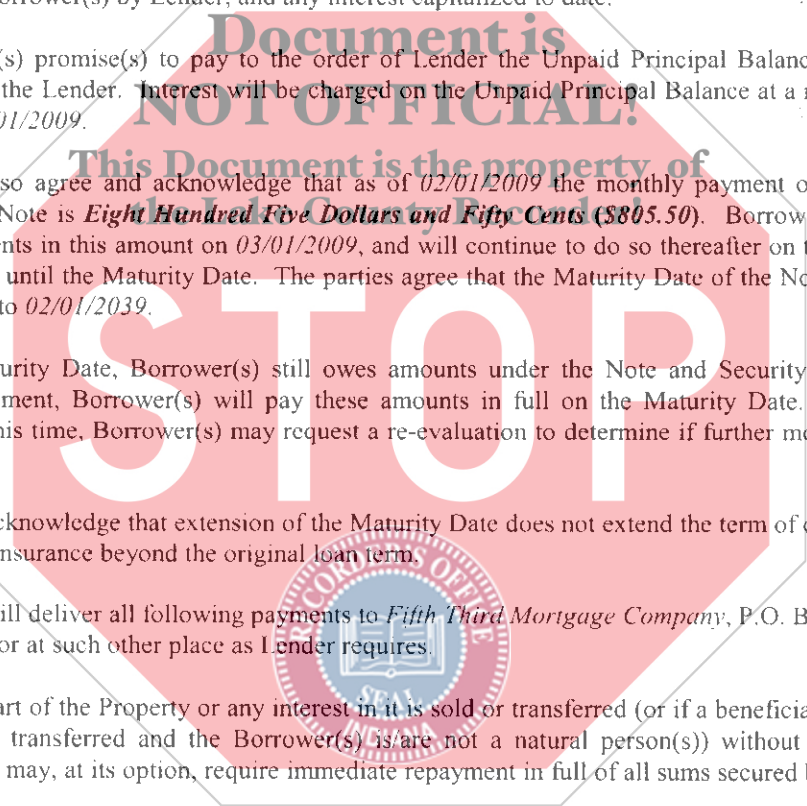 orrower(s) by Lender, and any interest capitalized to date.
Document is
(s) promise(s) to pay to the order of Lender the Unpaid Principal Balanc
the Lender. Interest will be charged on the Unpaid Principal Balance at a
NOT OFFICIAL!
01/2009.
This Document is the property of
so agree and acknowledge that as of 02/01/2009 the monthly payment o
Note is Eight Hundred Five Dollars and Fifty Cents ($805.50). Borrow
the Lake County Recorder!
nts in this amount on 03/01/2009, and will continue to do so thereafter on
until the Maturity Date. The parties agree that the Maturity Date of the No
to 02/01/2039.
STOP
urity Date, Borrower(s) still owes amounts under the Note and Security
ment, Borrower(s) will pay these amounts in full on the Maturity Date.
his time, Borrower(s) may request a re-evaluation to determine if further mo
cknowledge that extension of the Maturity Date does not extend the term of
nsurance beyond the original loan term.
RECORDER'S OFFICE
ill deliver all following payments to Fifth Third Mortgage Company, P.O. B
or at such other place as Lender requires.
SEAL
INDIANA
art of the Property or any interest in it is sold or transferred (or if a beneficia
transferred and the Borrower(s) is/are not a natural person(s)) without
may, at its option, require immediate repayment in full of all sums secured